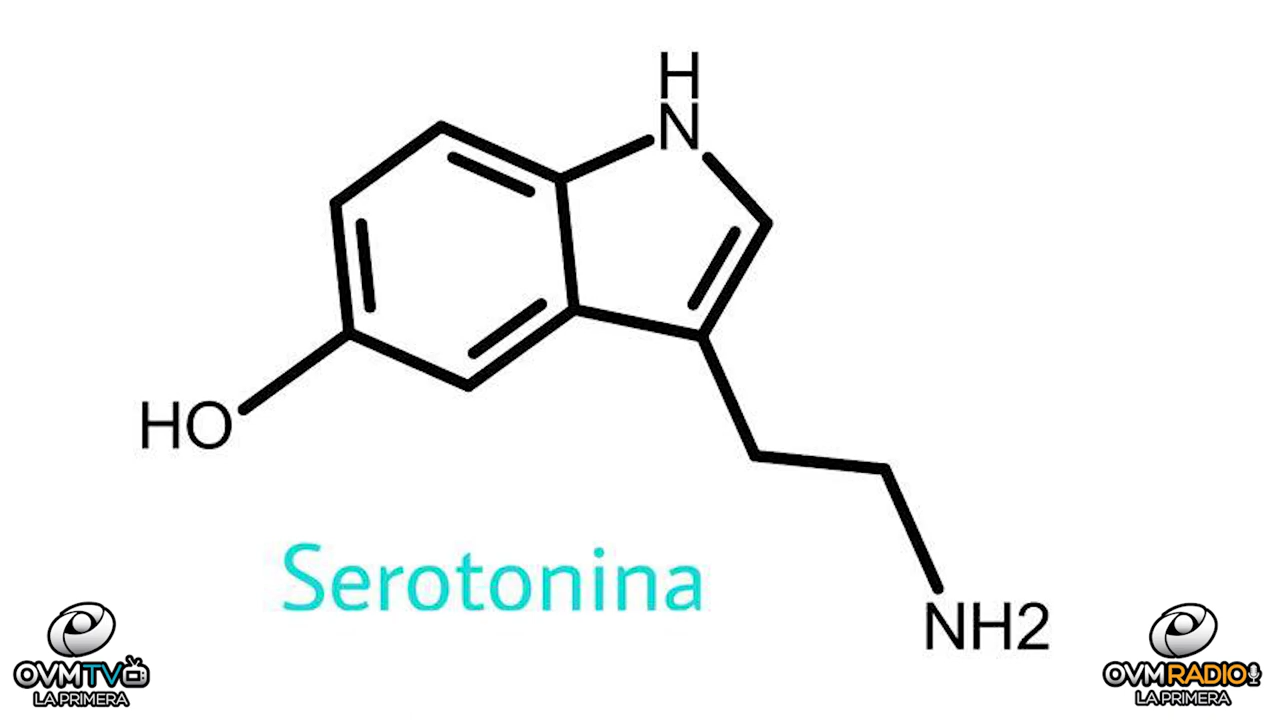 H
N
HO
Serotonina
NH2
OVMTV
LA PRIMERA
OVMRADIO
LA PRIMERA